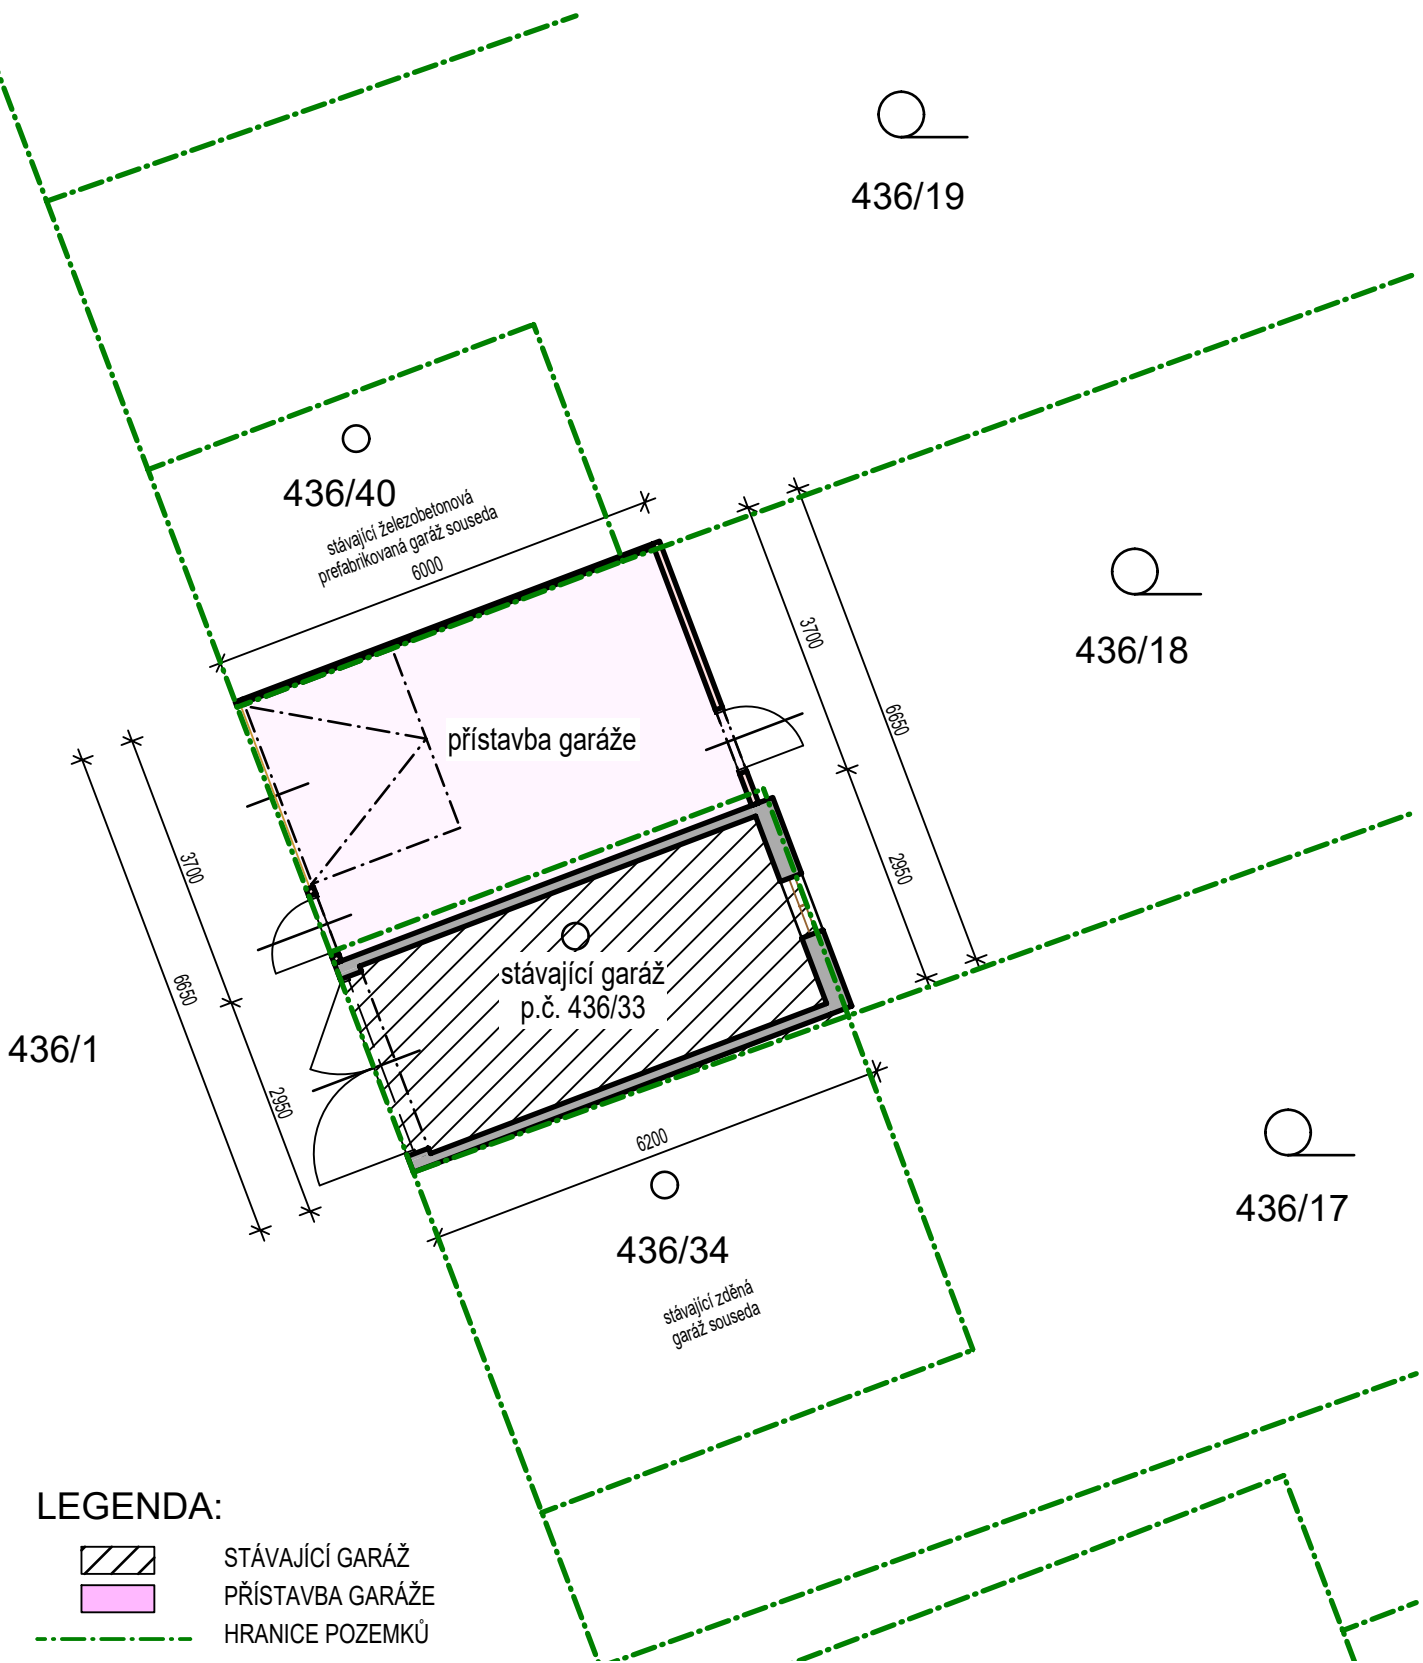 436/19
436/40
stávající železobetonová
prefabrikovaná garáž souseda
6000
3700
6650
436/18
přístavba garáže
3700
2950
6650
stávající garáž
p.č. 436/33
436/1
2950
6200
436/34
436/17
stávající zděná
garáž souseda
LEGENDA:
STÁVAJÍCÍ GARÁŽ
PŘÍSTAVBA GARÁŽE
HRANICE POZEMKŮ